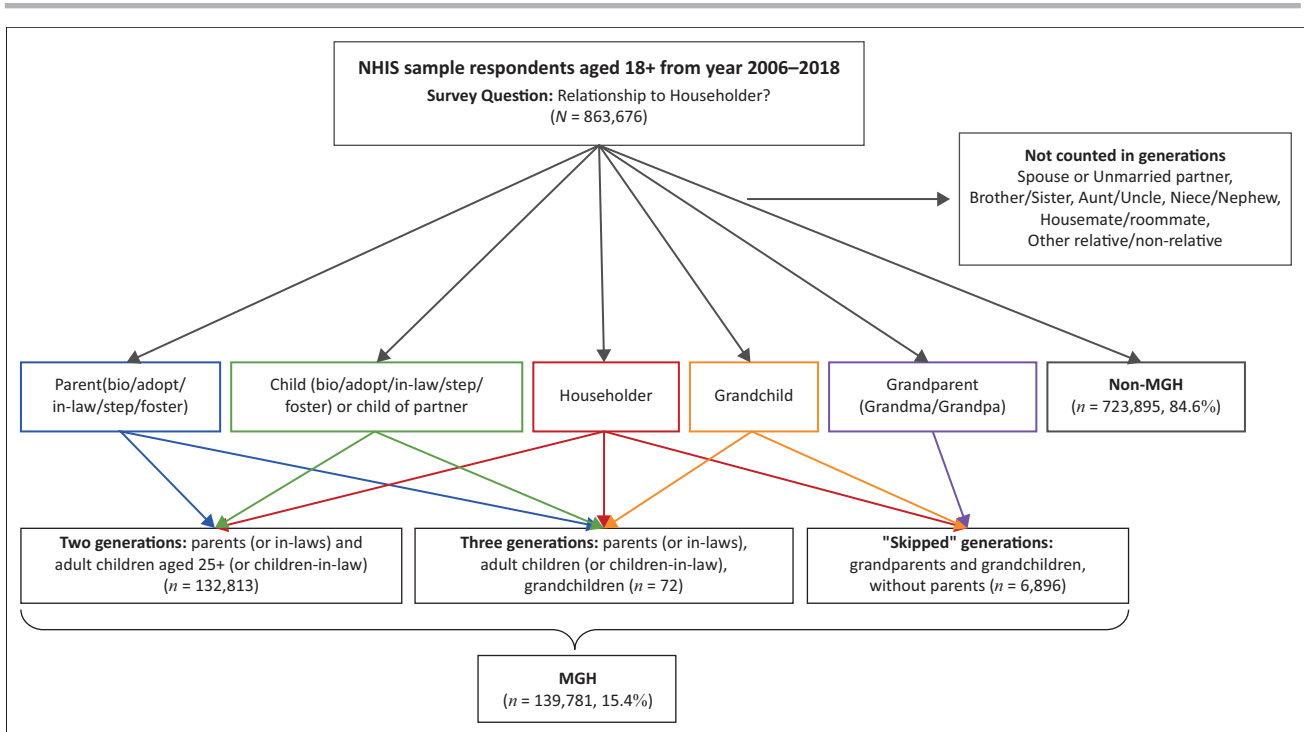 NHIS sample respondents aged 18+ from year 2006–2018
Survey Question: Relationship to Householder?
(N = 863,676)
Not counted in generations
Spouse or Unmarried partner,
Brother/Sister, Aunt/Uncle, Niece/Nephew,
Housemate/roommate,
Other relative/non-relative
Parent(bio/adopt/
in-law/step/foster)
Child (bio/adopt/in-law/step/
foster) or child of partner
Householder
Grandchild
Grandparent
(Grandma/Grandpa)
Non-MGH
(n = 723,895, 84.6%)
Two generations: parents (or in-laws) and
adult children aged 25+ (or children-in-law)
(n = 132,813)
Three generations: parents (or in-laws),
adult children (or children-in-law),
grandchildren (n = 72)
"Skipped" generations:
grandparents and grandchildren,
without parents (n = 6,896)
MGH
(n = 139,781, 15.4%)